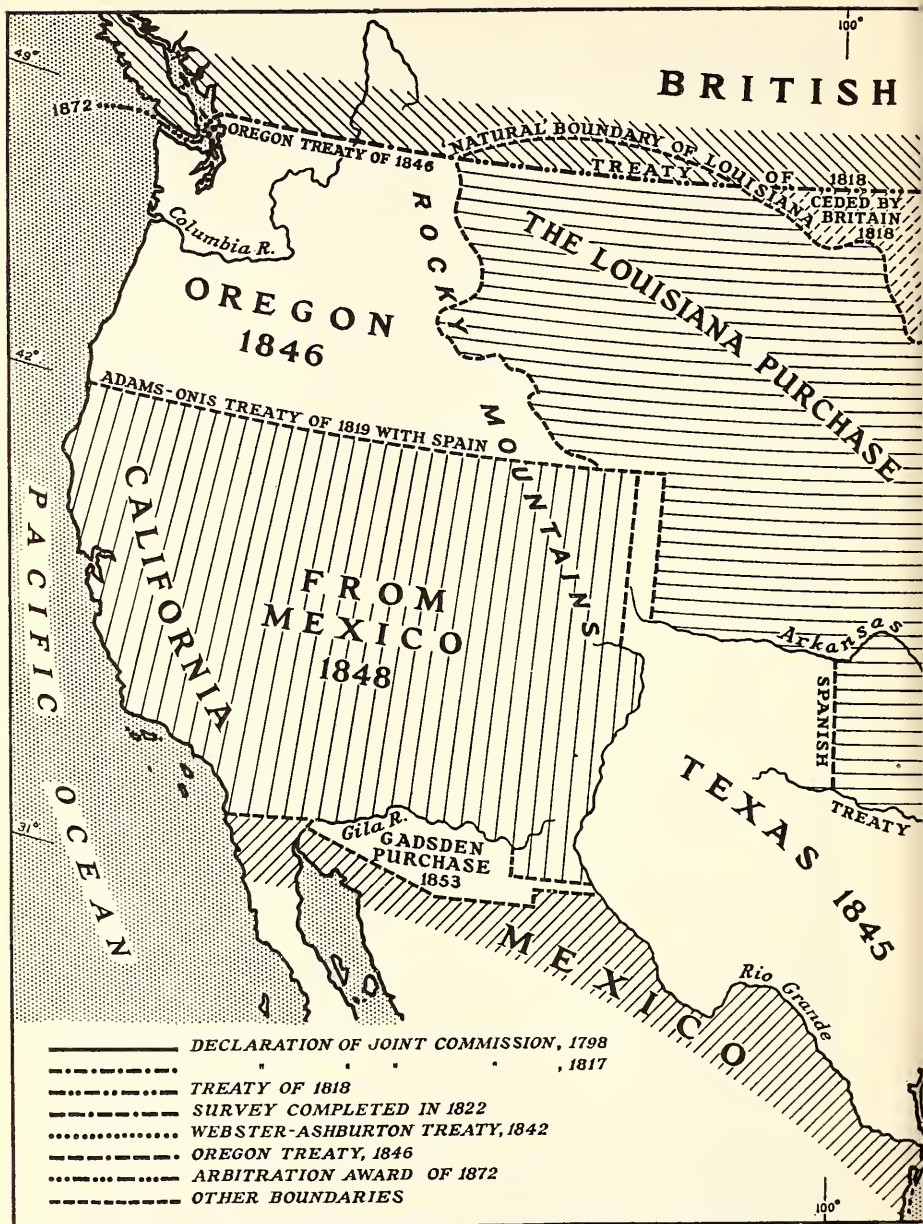 100°
49°
BRITISH
1872
OREGON TREATY OF 1846
NATURAL BOUNDARY OF LOUISIANA
TREATY OF 1818
CEDED BY
BRITAIN
1818
Columbia R.
ROCKY MOUNTAINS
THE LOUISIANA PURCHASE
OREGON
1846
42°
ADAMS-ONIS TREATY OF 1819 WITH SPAIN
PACIFIC OCEAN
CALIFORNIA
FROM
MEXICO
1848
Arkansas
SPANISH
TREATY
TEXAS 1845
31°
Gila R.
GADSDEN
PURCHASE
1853
MEXICO
Rio Grande
DECLARATION OF JOINT COMMISSION, 1798
" " " " , 1817
TREATY OF 1818
SURVEY COMPLETED IN 1822
WEBSTER-ASHBURTON TREATY, 1842
OREGON TREATY, 1846
ARBITRATION AWARD OF 1872
OTHER BOUNDARIES
100°